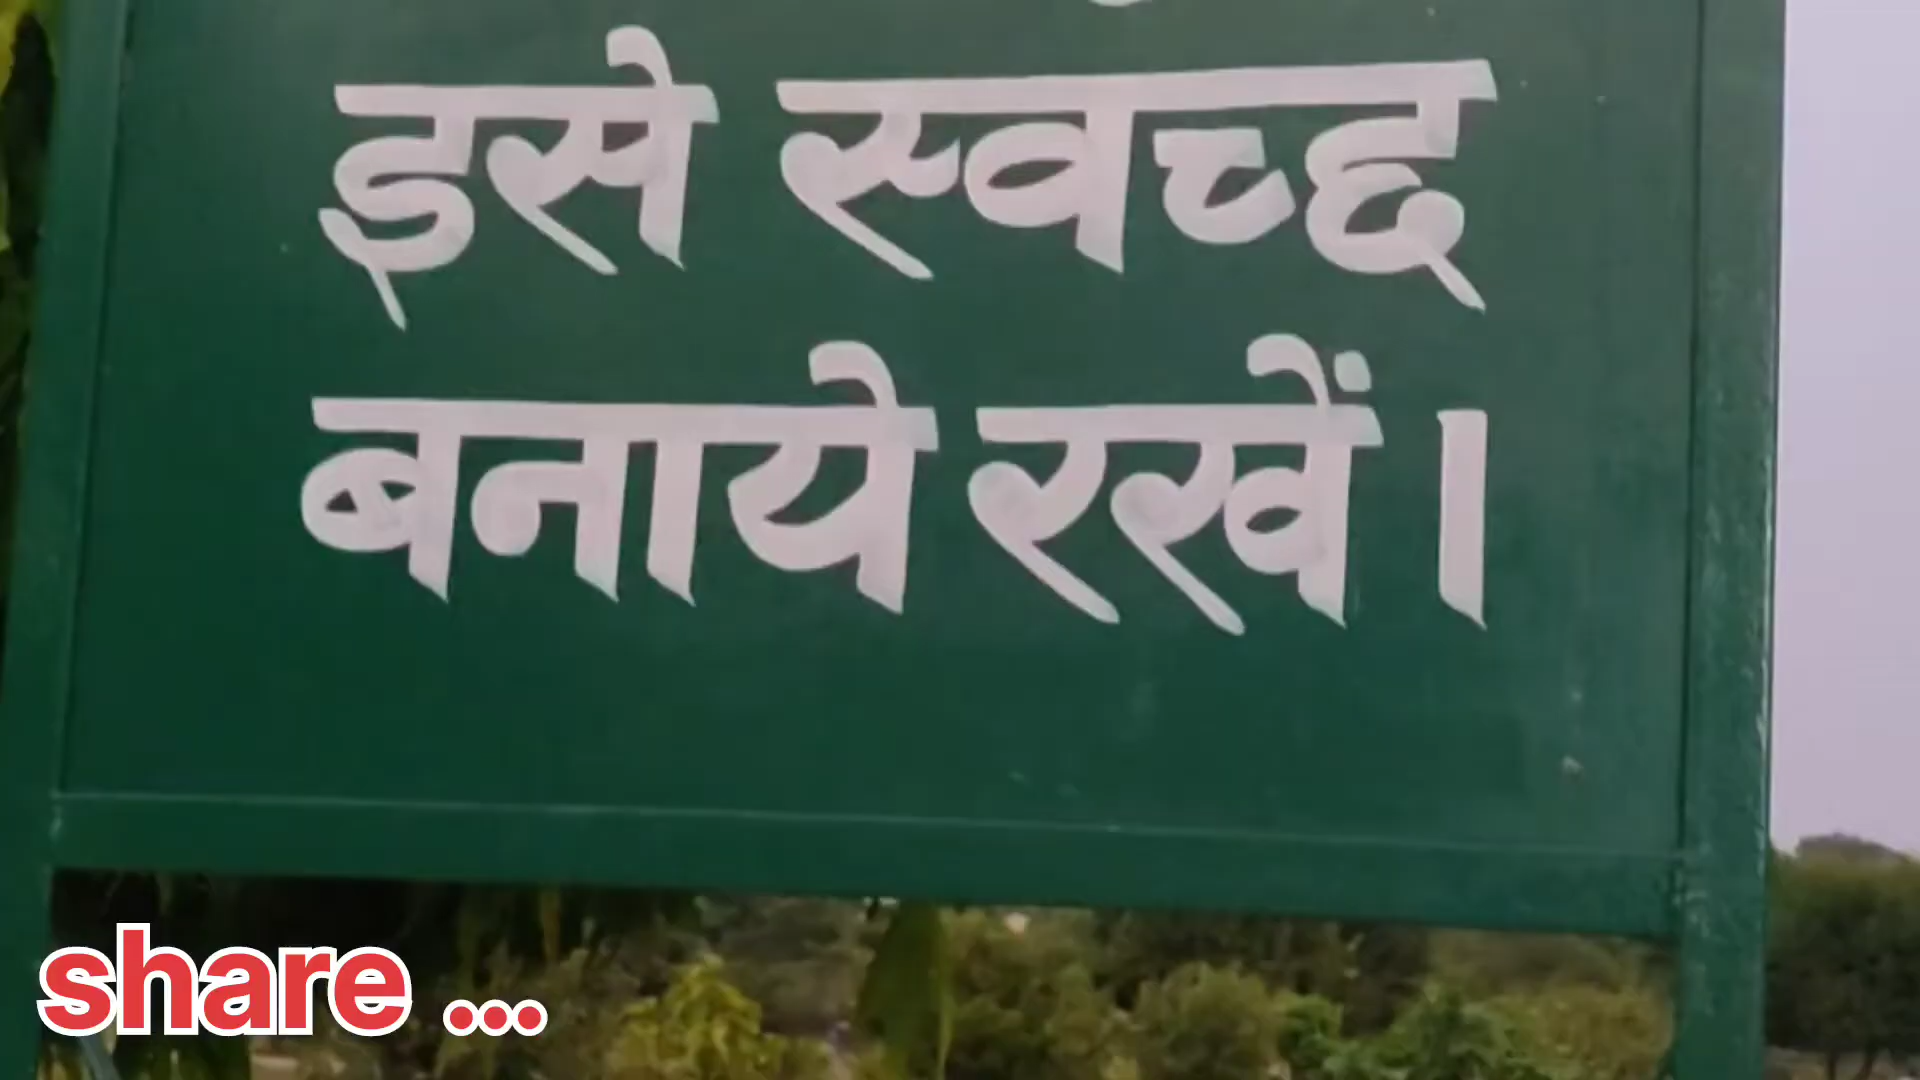 इसे स्वच्छ
बनाये रखें।
share ...